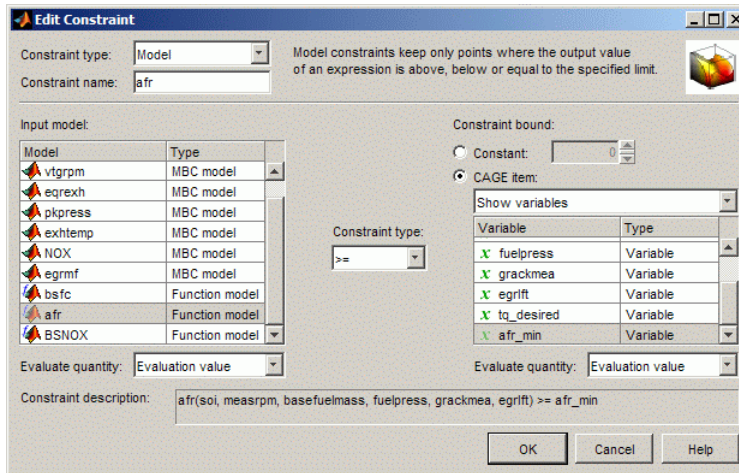 Edit Constraint
Constraint type: Model
Model constraints keep only points where the output value
of an expression is above, below or equal to the specified limit.
Constraint name: afr
Input model:
Model Type
vtgrpm MBC model
eqrexh MBC model
pkpress MBC model
exhtemp MBC model
NOX MBC model
egrmf MBC model
bsfc Function model
afr Function model
BSNOX Function model
Evaluate quantity: Evaluation value
Constraint type:
>=
Constraint bound:
Constant: 0
CAGE item:
Show variables
Variable Type
fuelpress Variable
grackmea Variable
egrlft Variable
tq_desired Variable
afr_min Variable
Evaluate quantity: Evaluation value
Constraint description: afr(soi, measrpm, basefuelmass, fuelpress, grackmea, egrlft) >= afr_min
OK Cancel Help